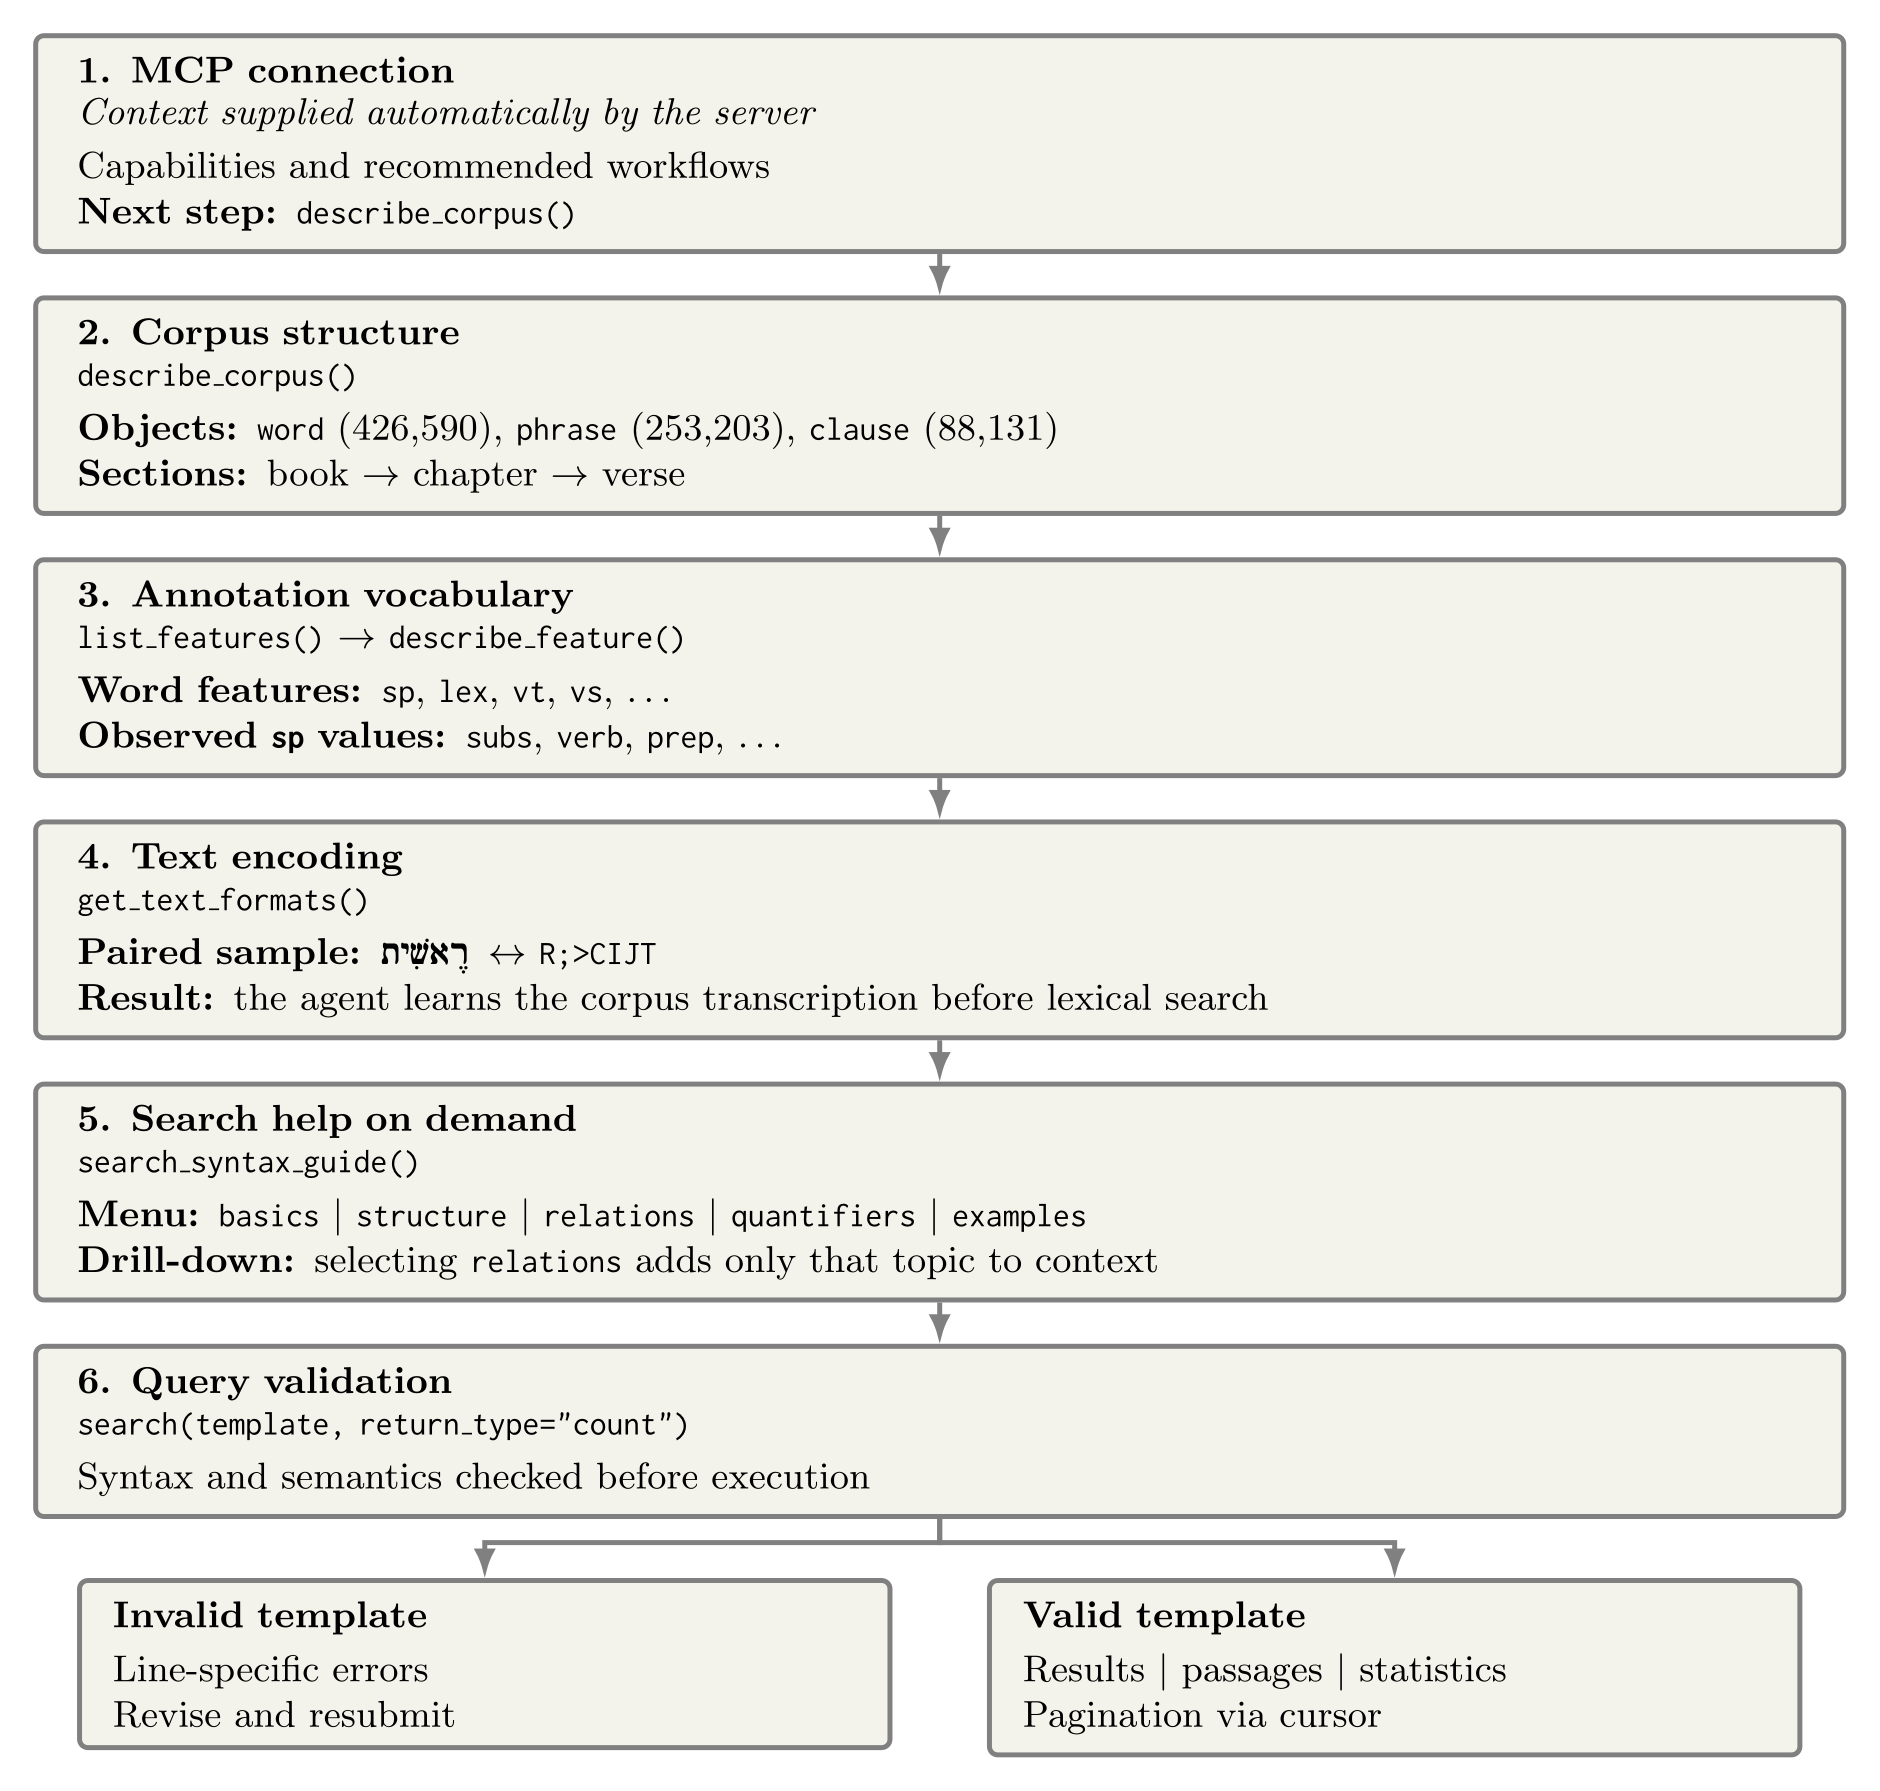 1. MCP connection
Context supplied automatically by the server
Capabilities and recommended workflows
Next step: describe_corpus()
2. Corpus structure
describe_corpus()
Objects: word (426,590), phrase (253,203), clause (88,131)
Sections: book → chapter → verse
3. Annotation vocabulary
list_features() → describe_feature()
Word features: sp, lex, vt, vs, ...
Observed sp values: subs, verb, prep, ...
4. Text encoding
get_text_formats()
Paired sample: רֶאשִׁית ↔ R;>CIJT
Result: the agent learns the corpus transcription before lexical search
5. Search help on demand
search_syntax_guide()
Menu: basics | structure | relations | quantifiers | examples
Drill-down: selecting relations adds only that topic to context
6. Query validation
search(template, return_type="count")
Syntax and semantics checked before execution
Invalid template
Line-specific errors
Revise and resubmit
Valid template
Results | passages | statistics
Pagination via cursor